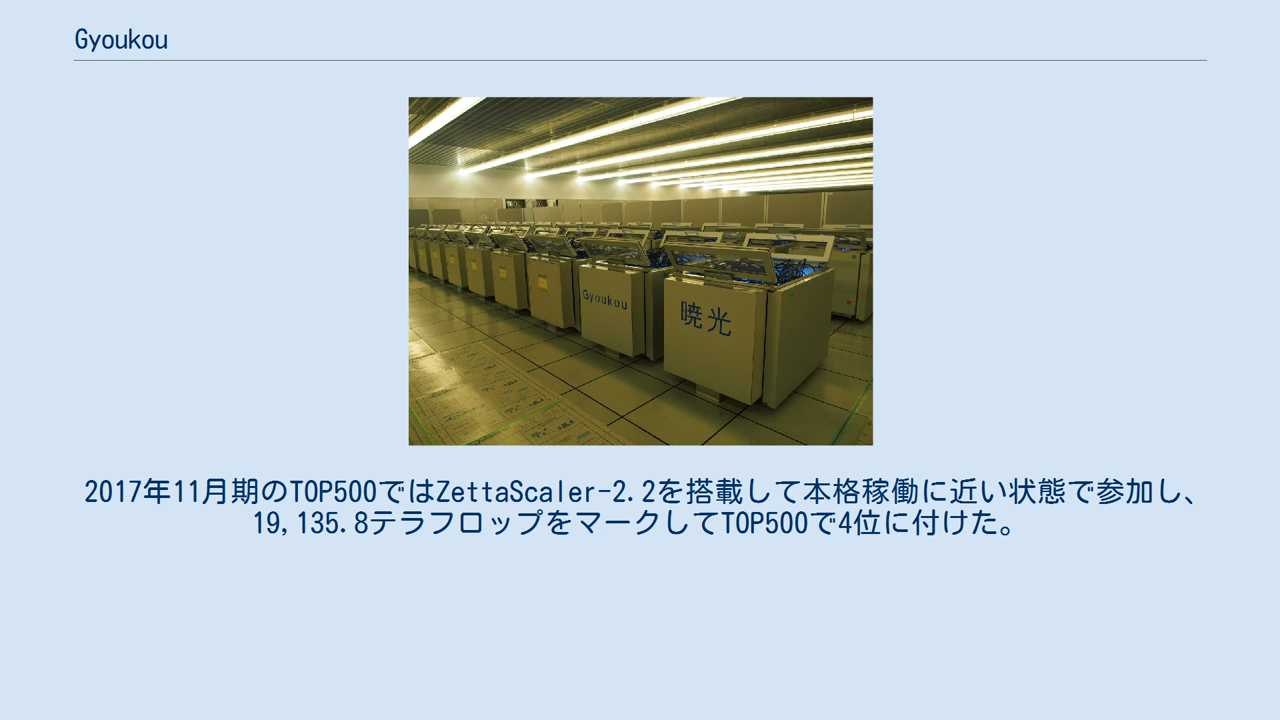 Gyoukou
Gyoukou
暁光
2017年11月期のTOP500ではZettaScaler-2.2を搭載して本格稼働に近い状態で参加し、
19,135.8テラフロップをマークしてTOP500で4位に付けた。